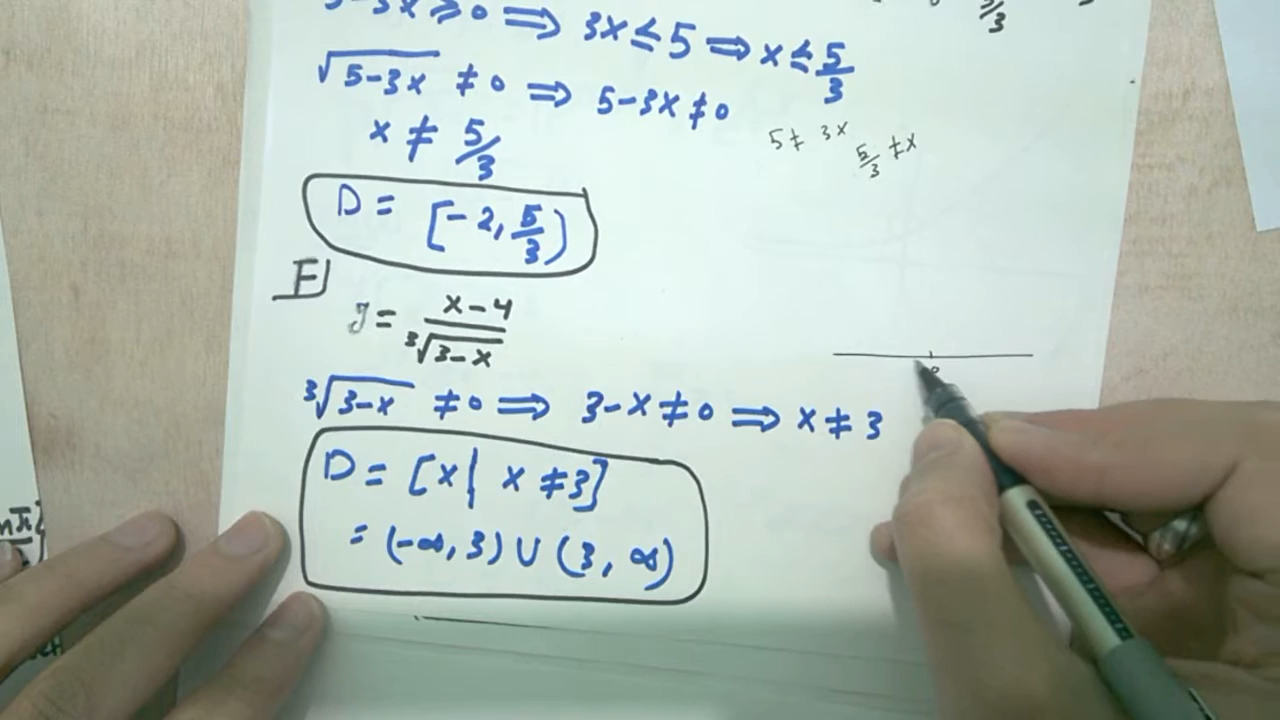 5-3x ≥ 0 ⟹ 3x ≤ 5 ⟹ x ≤ 5/3
√(5-3x) ≠ 0 ⟹ 5-3x ≠ 0
x ≠ 5/3
5 ≠ 3x
5/3 ≠ x
D = [-2, 5/3)
F
y = (x-4)/∛(3-x)
∛(3-x) ≠ 0 ⟹ 3-x ≠ 0 ⟹ x ≠ 3
D = [x| x ≠ 3]
= (-∞, 3) ∪ (3, ∞)